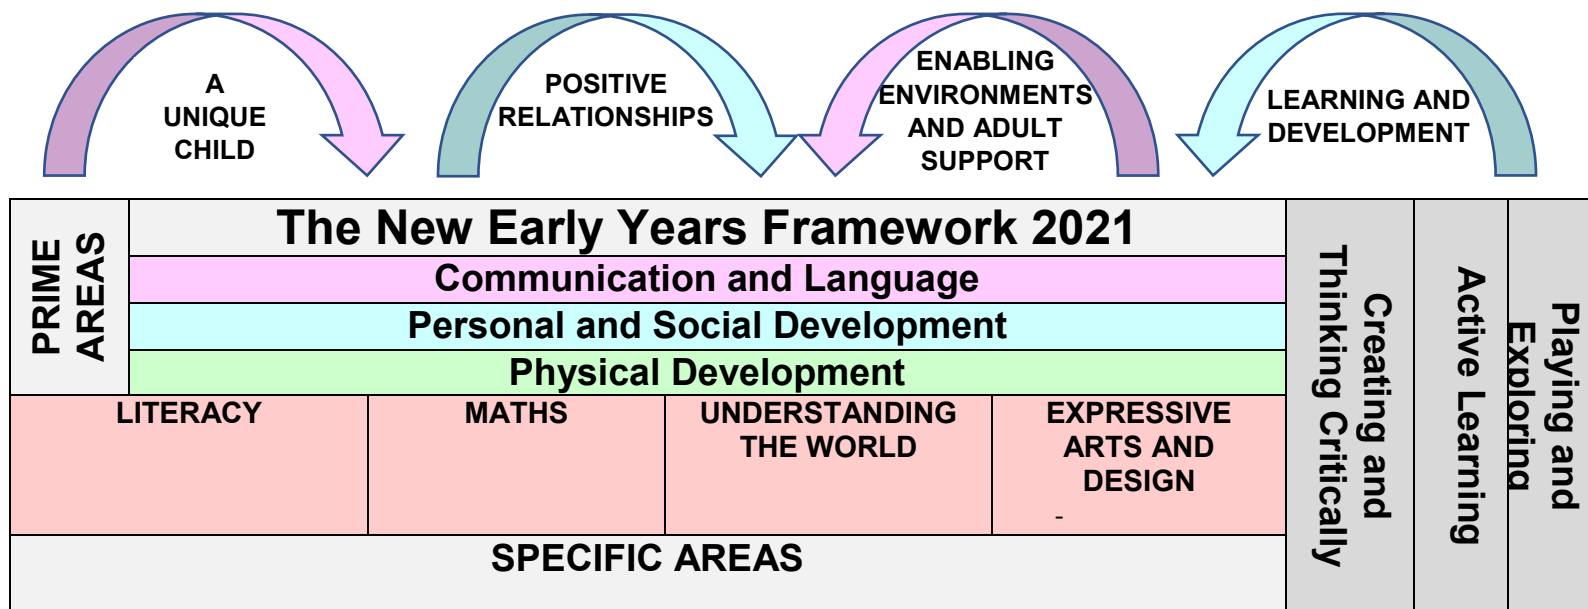 A
UNIQUE
CHILD
POSITIVE
RELATIONSHIPS
ENABLING
ENVIRONMENTS
AND ADULT
SUPPORT
LEARNING AND
DEVELOPMENT
PRIME
AREAS
The New Early Years Framework 2021
Communication and Language
Personal and Social Development
Physical Development
LITERACY
MATHS
UNDERSTANDING
THE WORLD
EXPRESSIVE
ARTS AND
DESIGN
-
SPECIFIC AREAS
Creating and
Thinking Critically
Active Learning
Playing and
Exploring